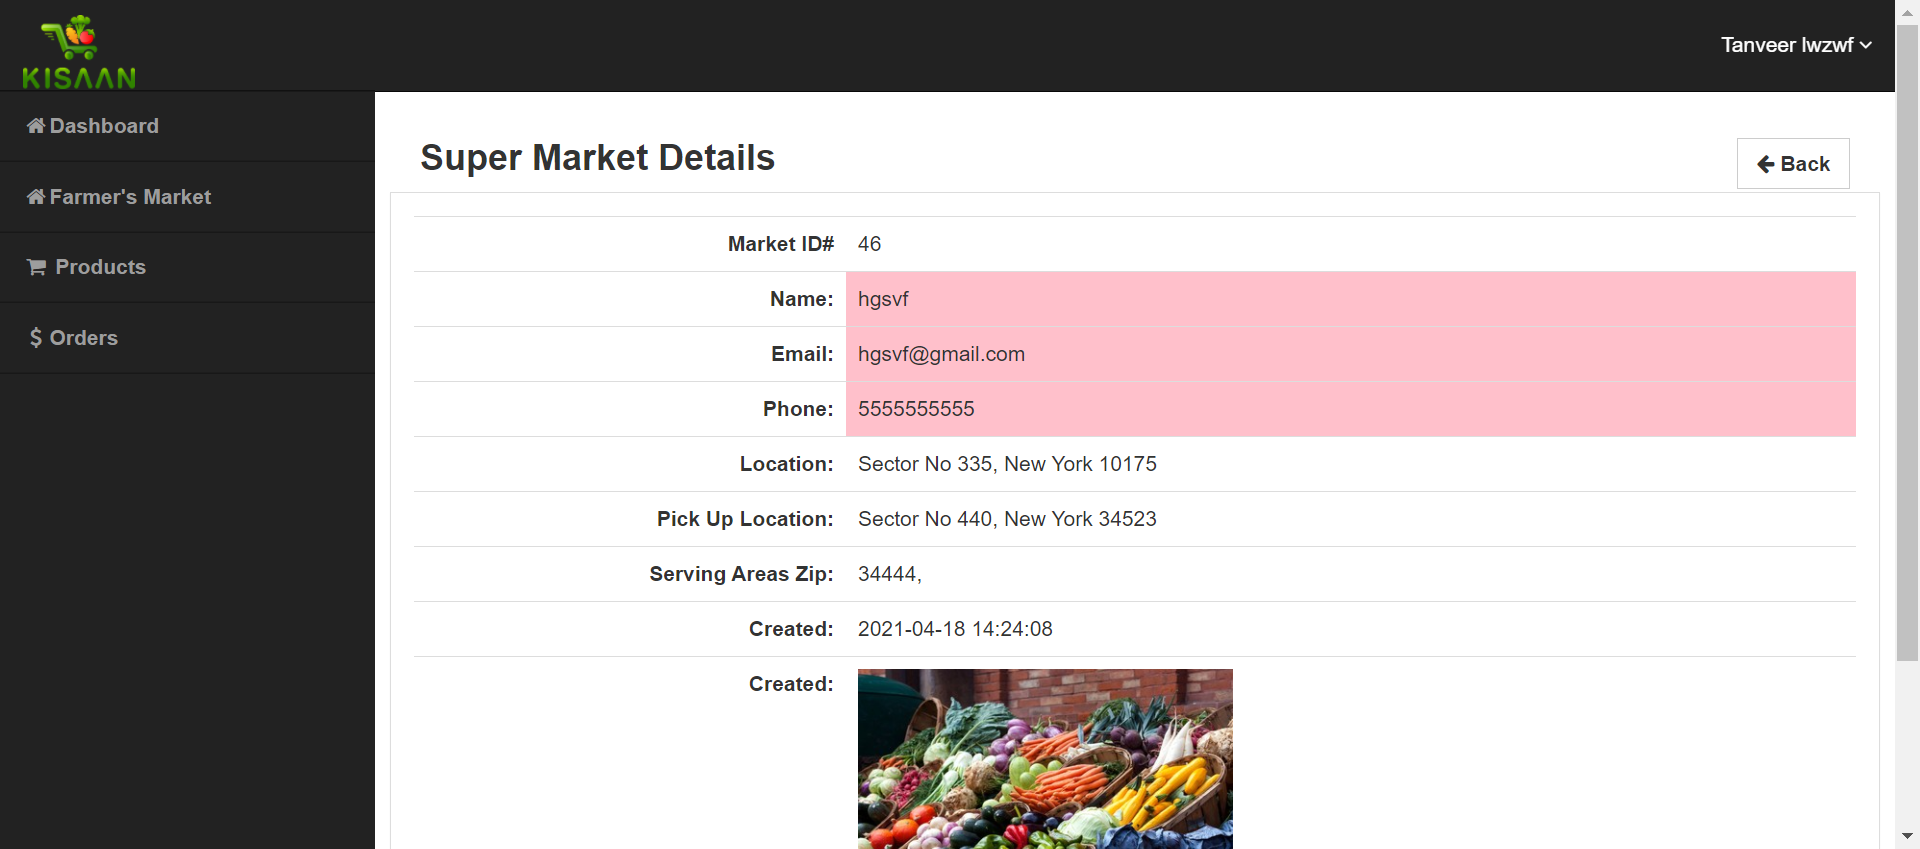 KISAAN
Tanveer lwzwf
Dashboard
Farmer's Market
Products
Orders
Super Market Details
Back
Market ID# 46
Name: hgsvf
Email: hgsvf@gmail.com
Phone: 5555555555
Location: Sector No 335, New York 10175
Pick Up Location: Sector No 440, New York 34523
Serving Areas Zip: 34444,
Created: 2021-04-18 14:24:08
Created: